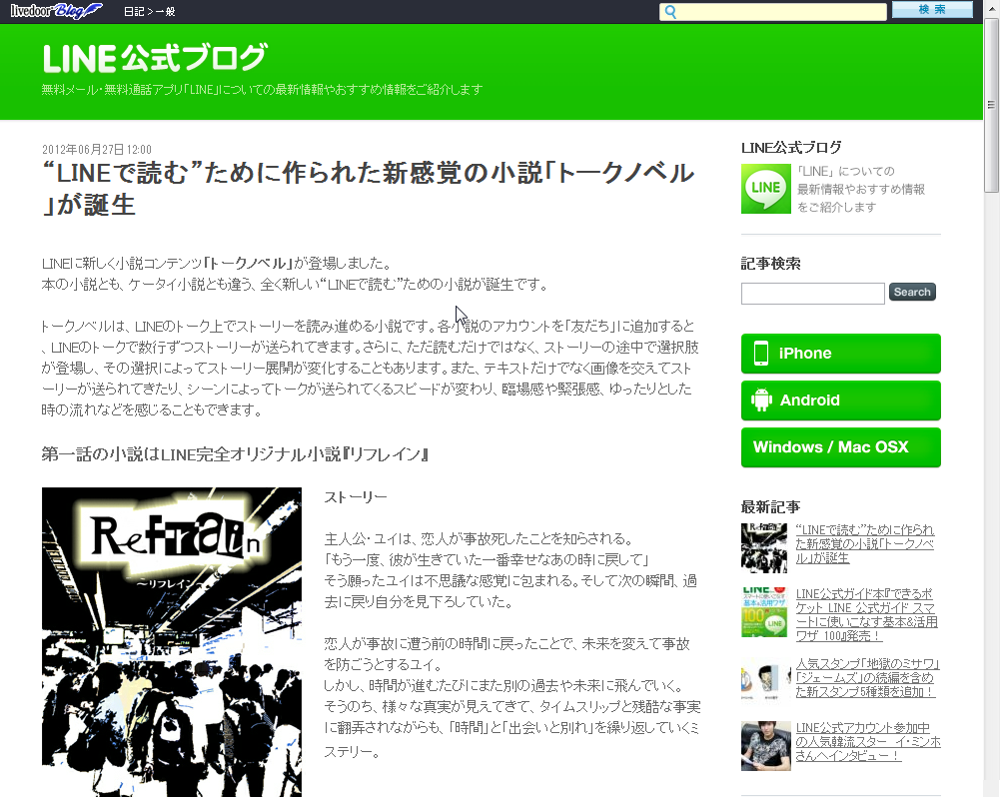 livedoor Blog
日記 > 一般
検 索
LINE公式ブログ
無料メール・無料通話アプリ「LINE」についての最新情報やおすすめ情報をご紹介します
2012年06月27日12:00
“LINEで読む”ために作られた新感覚の小説「トークノベル
」が誕生
LINEに新しく小説コンテンツ「トークノベル」が登場しました。
本の小説とも、ケータイ小説とも違う、全く新しい“LINEで読む”ための小説が誕生です。
トークノベルは、LINEのトーク上でストーリーを読み進める小説です。各小説のアカウントを「友だち」に追加すると
、LINEのトークで数行ずつストーリーが送られてきます。さらに、ただ読むだけではなく、ストーリーの途中で選択肢
が登場し、その選択によってストーリー展開が変化することもあります。また、テキストだけでなく画像を交えてスト
ーリーが送られてきたり、シーンによってトークが送られてくるスピードが変わり、臨場感や緊張感、ゆったりとした
時の流れなどを感じることもできます。
第一話の小説はLINE完全オリジナル小説『リフレイン』
Refrain
～リフレイン～
ストーリー
主人公・ユイは、恋人が事故死したことを知らされる。
「もう一度、彼が生きていた一番幸せなあの時に戻して」
そう願ったユイは不思議な感覚に包まれる。そして次の瞬間、過
去に戻り自分を見下ろしていた。
恋人が事故に遭う前の時間に戻ったことで、未来を変えて事故
を防ごうとするユイ。
しかし、時間が進むたびにまた別の過去や未来に飛んでいく。
そうのち、様々な真実が見えてきて、タイムスリップと残酷な事実
に翻弄されながらも、「時間」と「出会いと別れ」を繰り返していくミ
ステリー。
LINE公式ブログ
LINE
「LINE」 についての
最新情報やおすすめ情報
をご紹介します
記事検索
Search
iPhone
Android
Windows / Mac OSX
最新記事
“LINEで読む”ために作られ
た新感覚の小説「トークノベ
ル」が誕生
LINE公式ガイド本『できるポ
ケット LINE 公式ガイド スマ
ートに使いこなす基本&活用
ワザ 100』発売！
人気スタンプ「地獄のミサワ」
「ジェームズ」の続編を含め
た新スタンプ5種類を追加！
LINE公式アカウント参加中
の人気韓流スター　イ・ミンホ
さんへインタビュー！